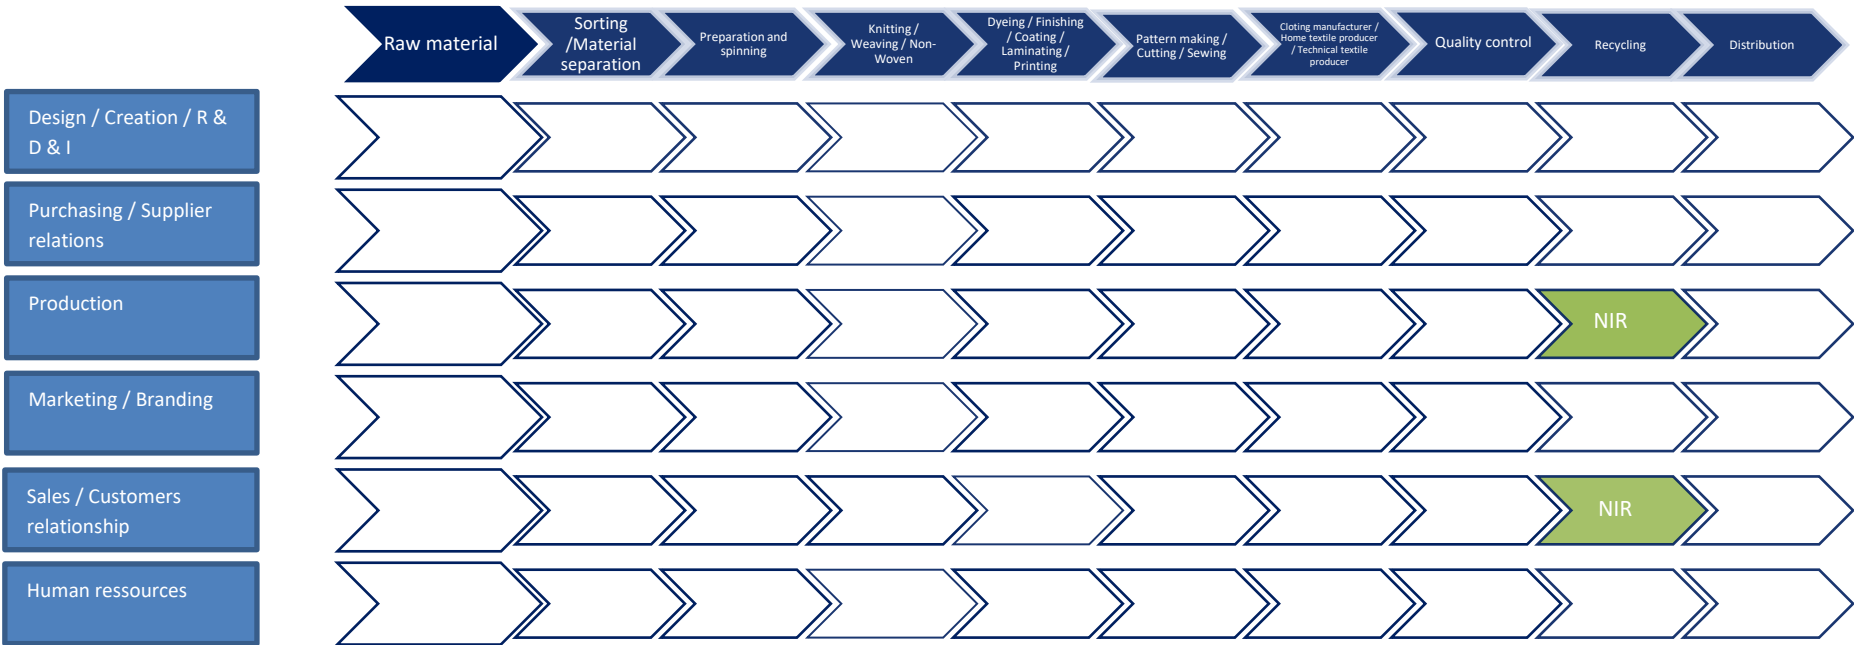 Raw material
Sorting
/Material
separation
Preparation and
spinning
Knitting /
Weaving / Non-
Woven
Dyeing / Finishing
/ Coating /
Laminating /
Printing
Pattern making /
Cutting / Sewing
Cloting manufacturer /
Home textile producer
/ Technical textile
producer
Quality control
Recycling
Distribution
Design / Creation / R &
D & I
Purchasing / Supplier
relations
Production
NIR
Marketing / Branding
Sales / Customers
relationship
NIR
Human ressources